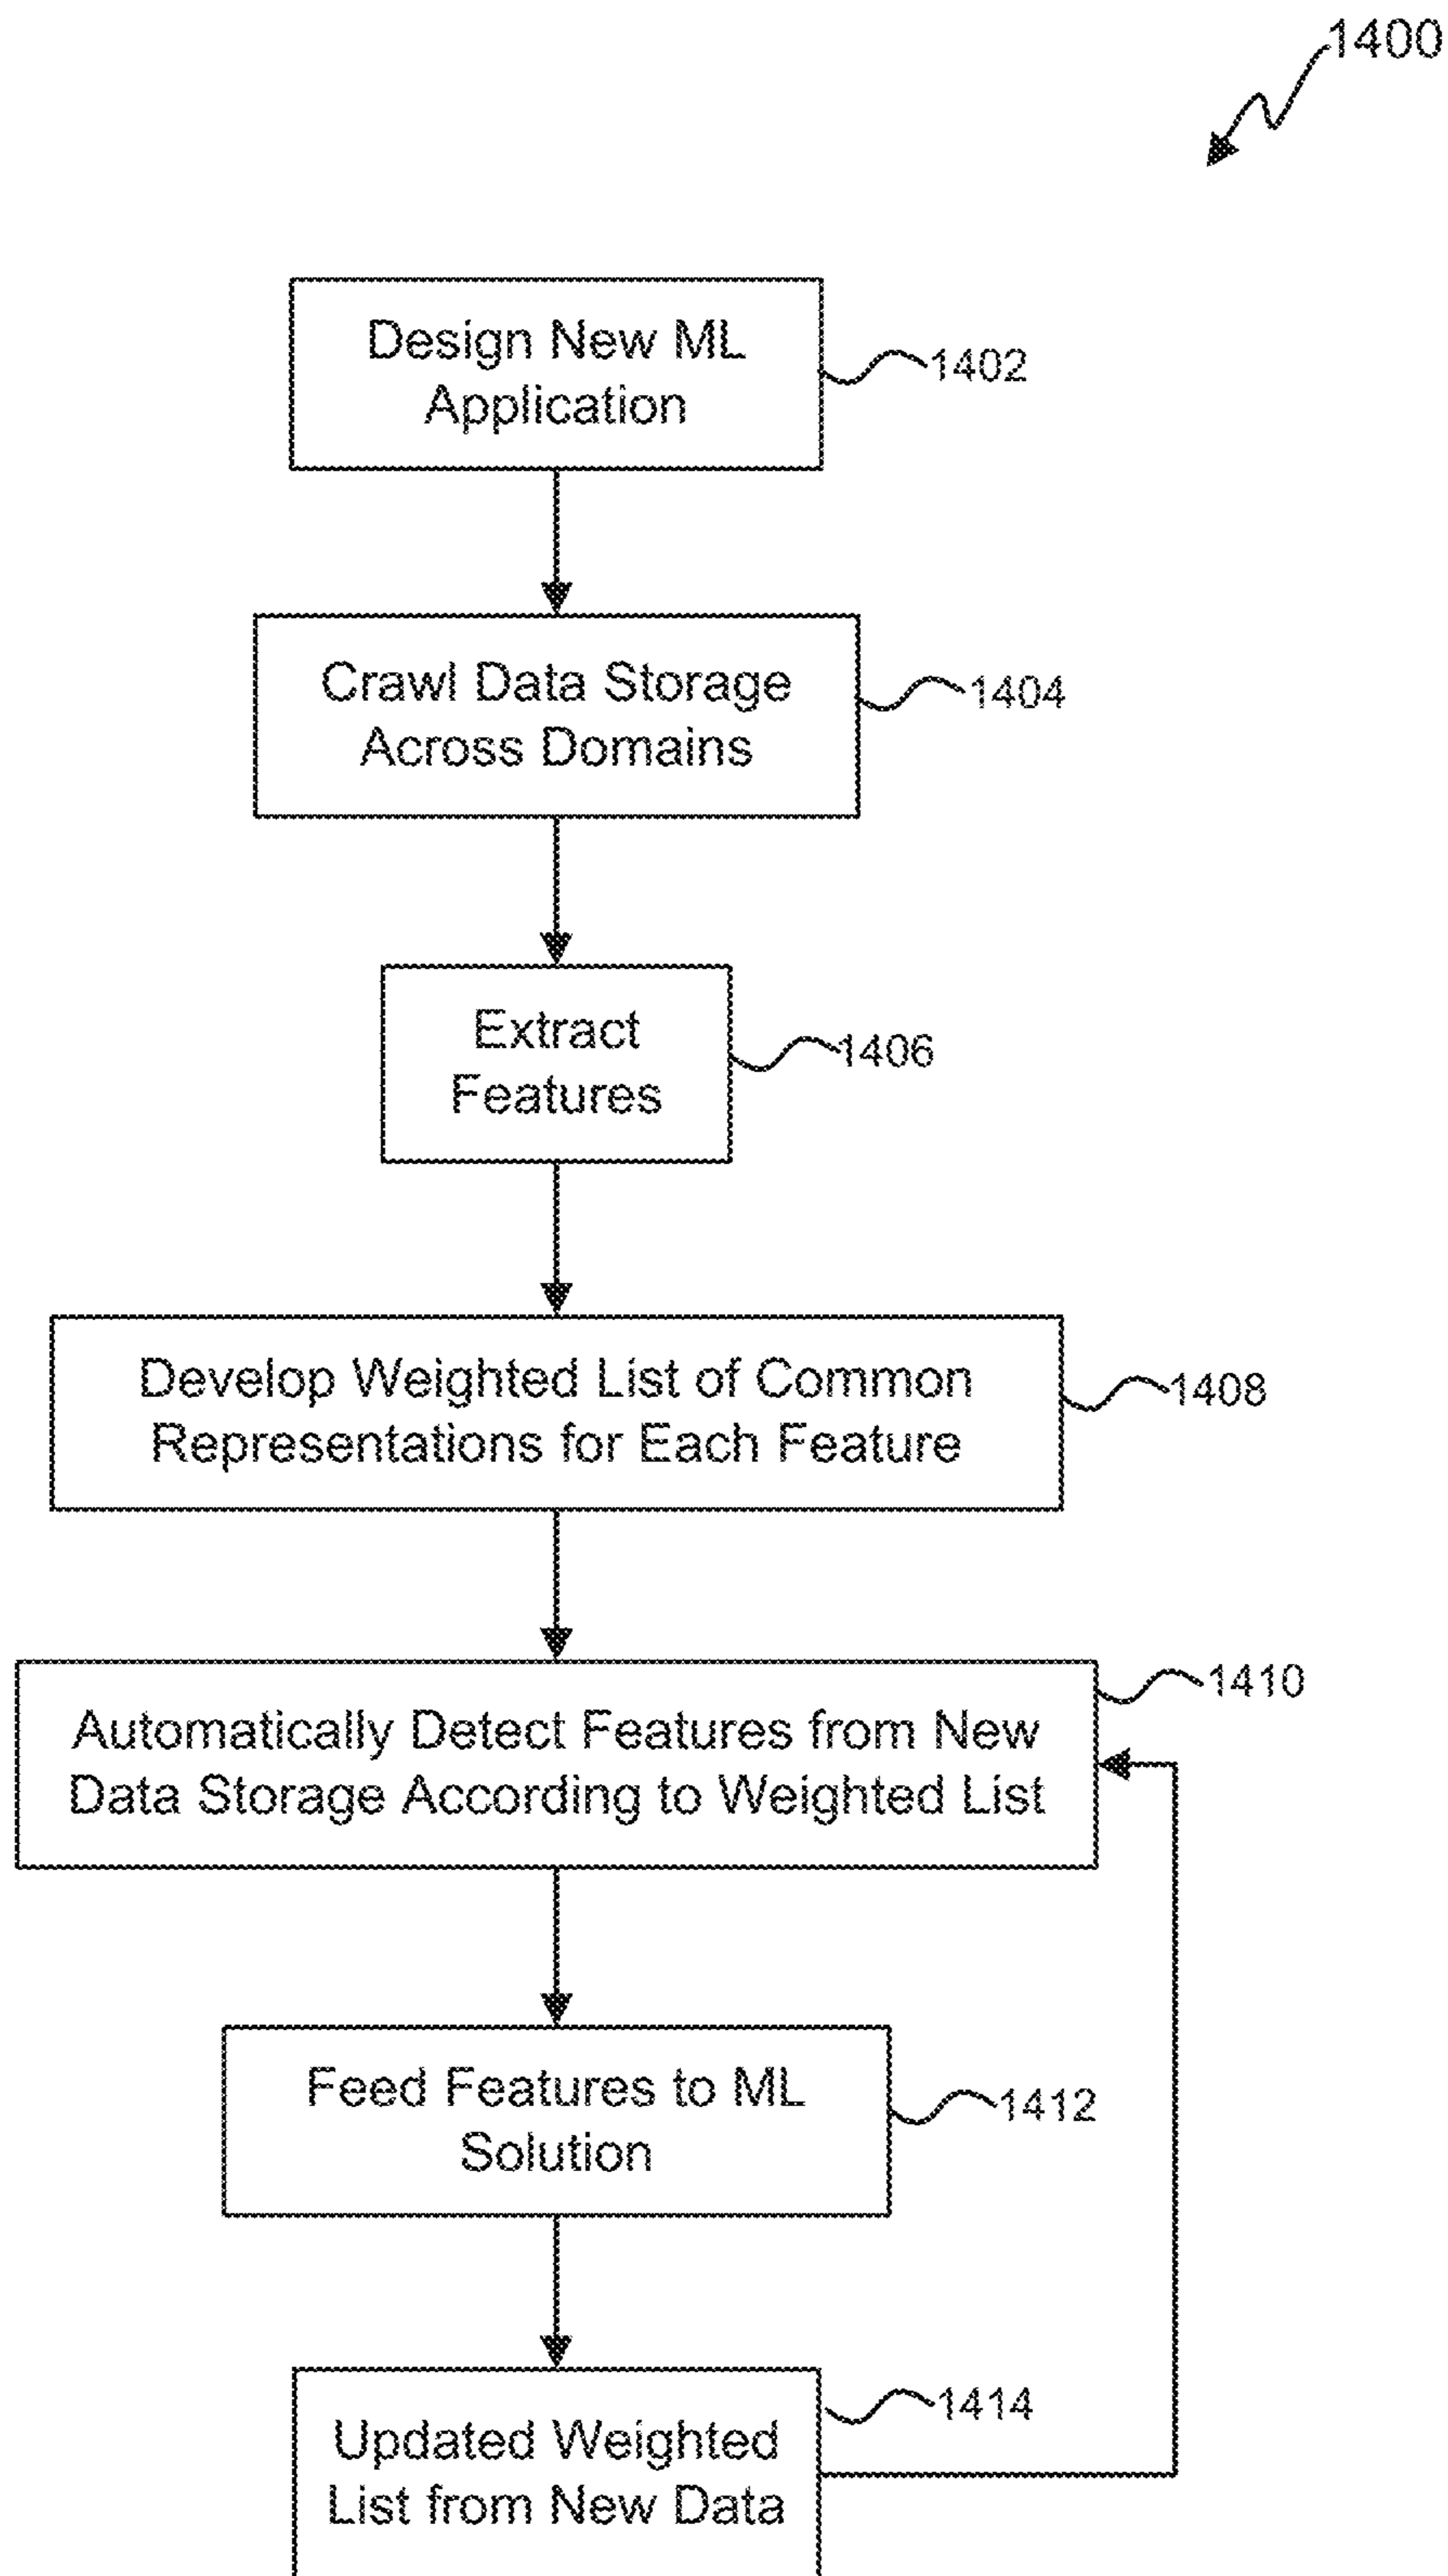 1400
Design New ML
Application
1402
Crawl Data Storage
Across Domains
1404
Extract
Features
1406
Develop Weighted List of Common
Representations for Each Feature
1408
Automatically Detect Features from New
Data Storage According to Weighted List
1410
Feed Features to ML
Solution
1412
Updated Weighted
List from New Data
1414